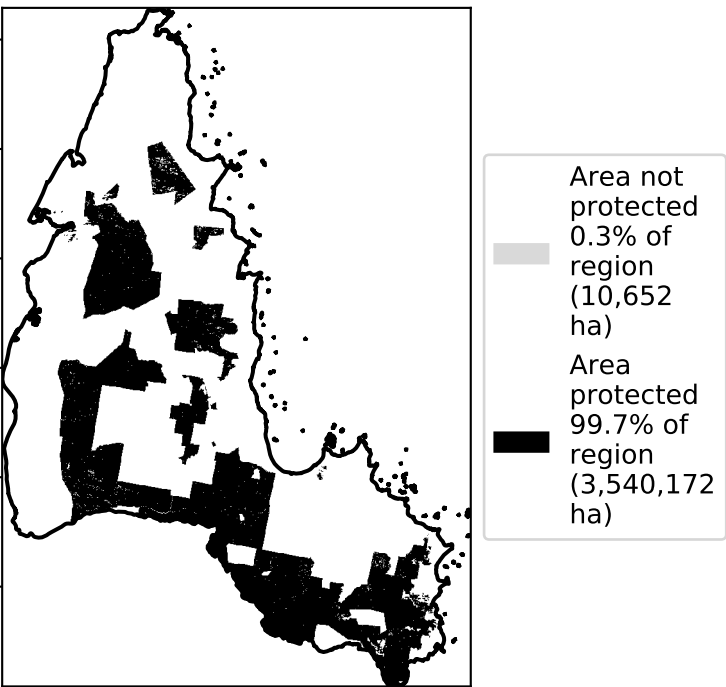 Area not
protected
0.3% of
region
(10,652
ha)
Area
protected
99.7% of
region
(3,540,172
ha)